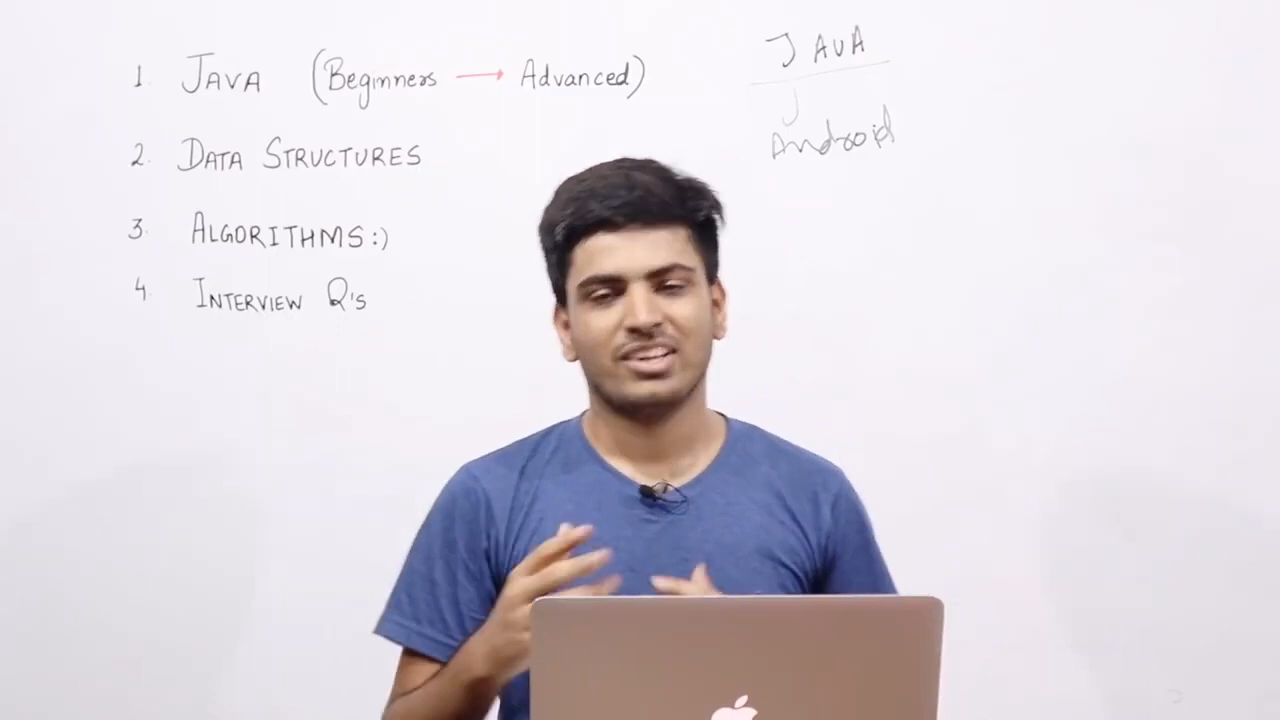 1. JAVA (Beginners → Advanced)
2. DATA STRUCTURES
3. ALGORITHMS:)
4. INTERVIEW Q's
JAVA
Android